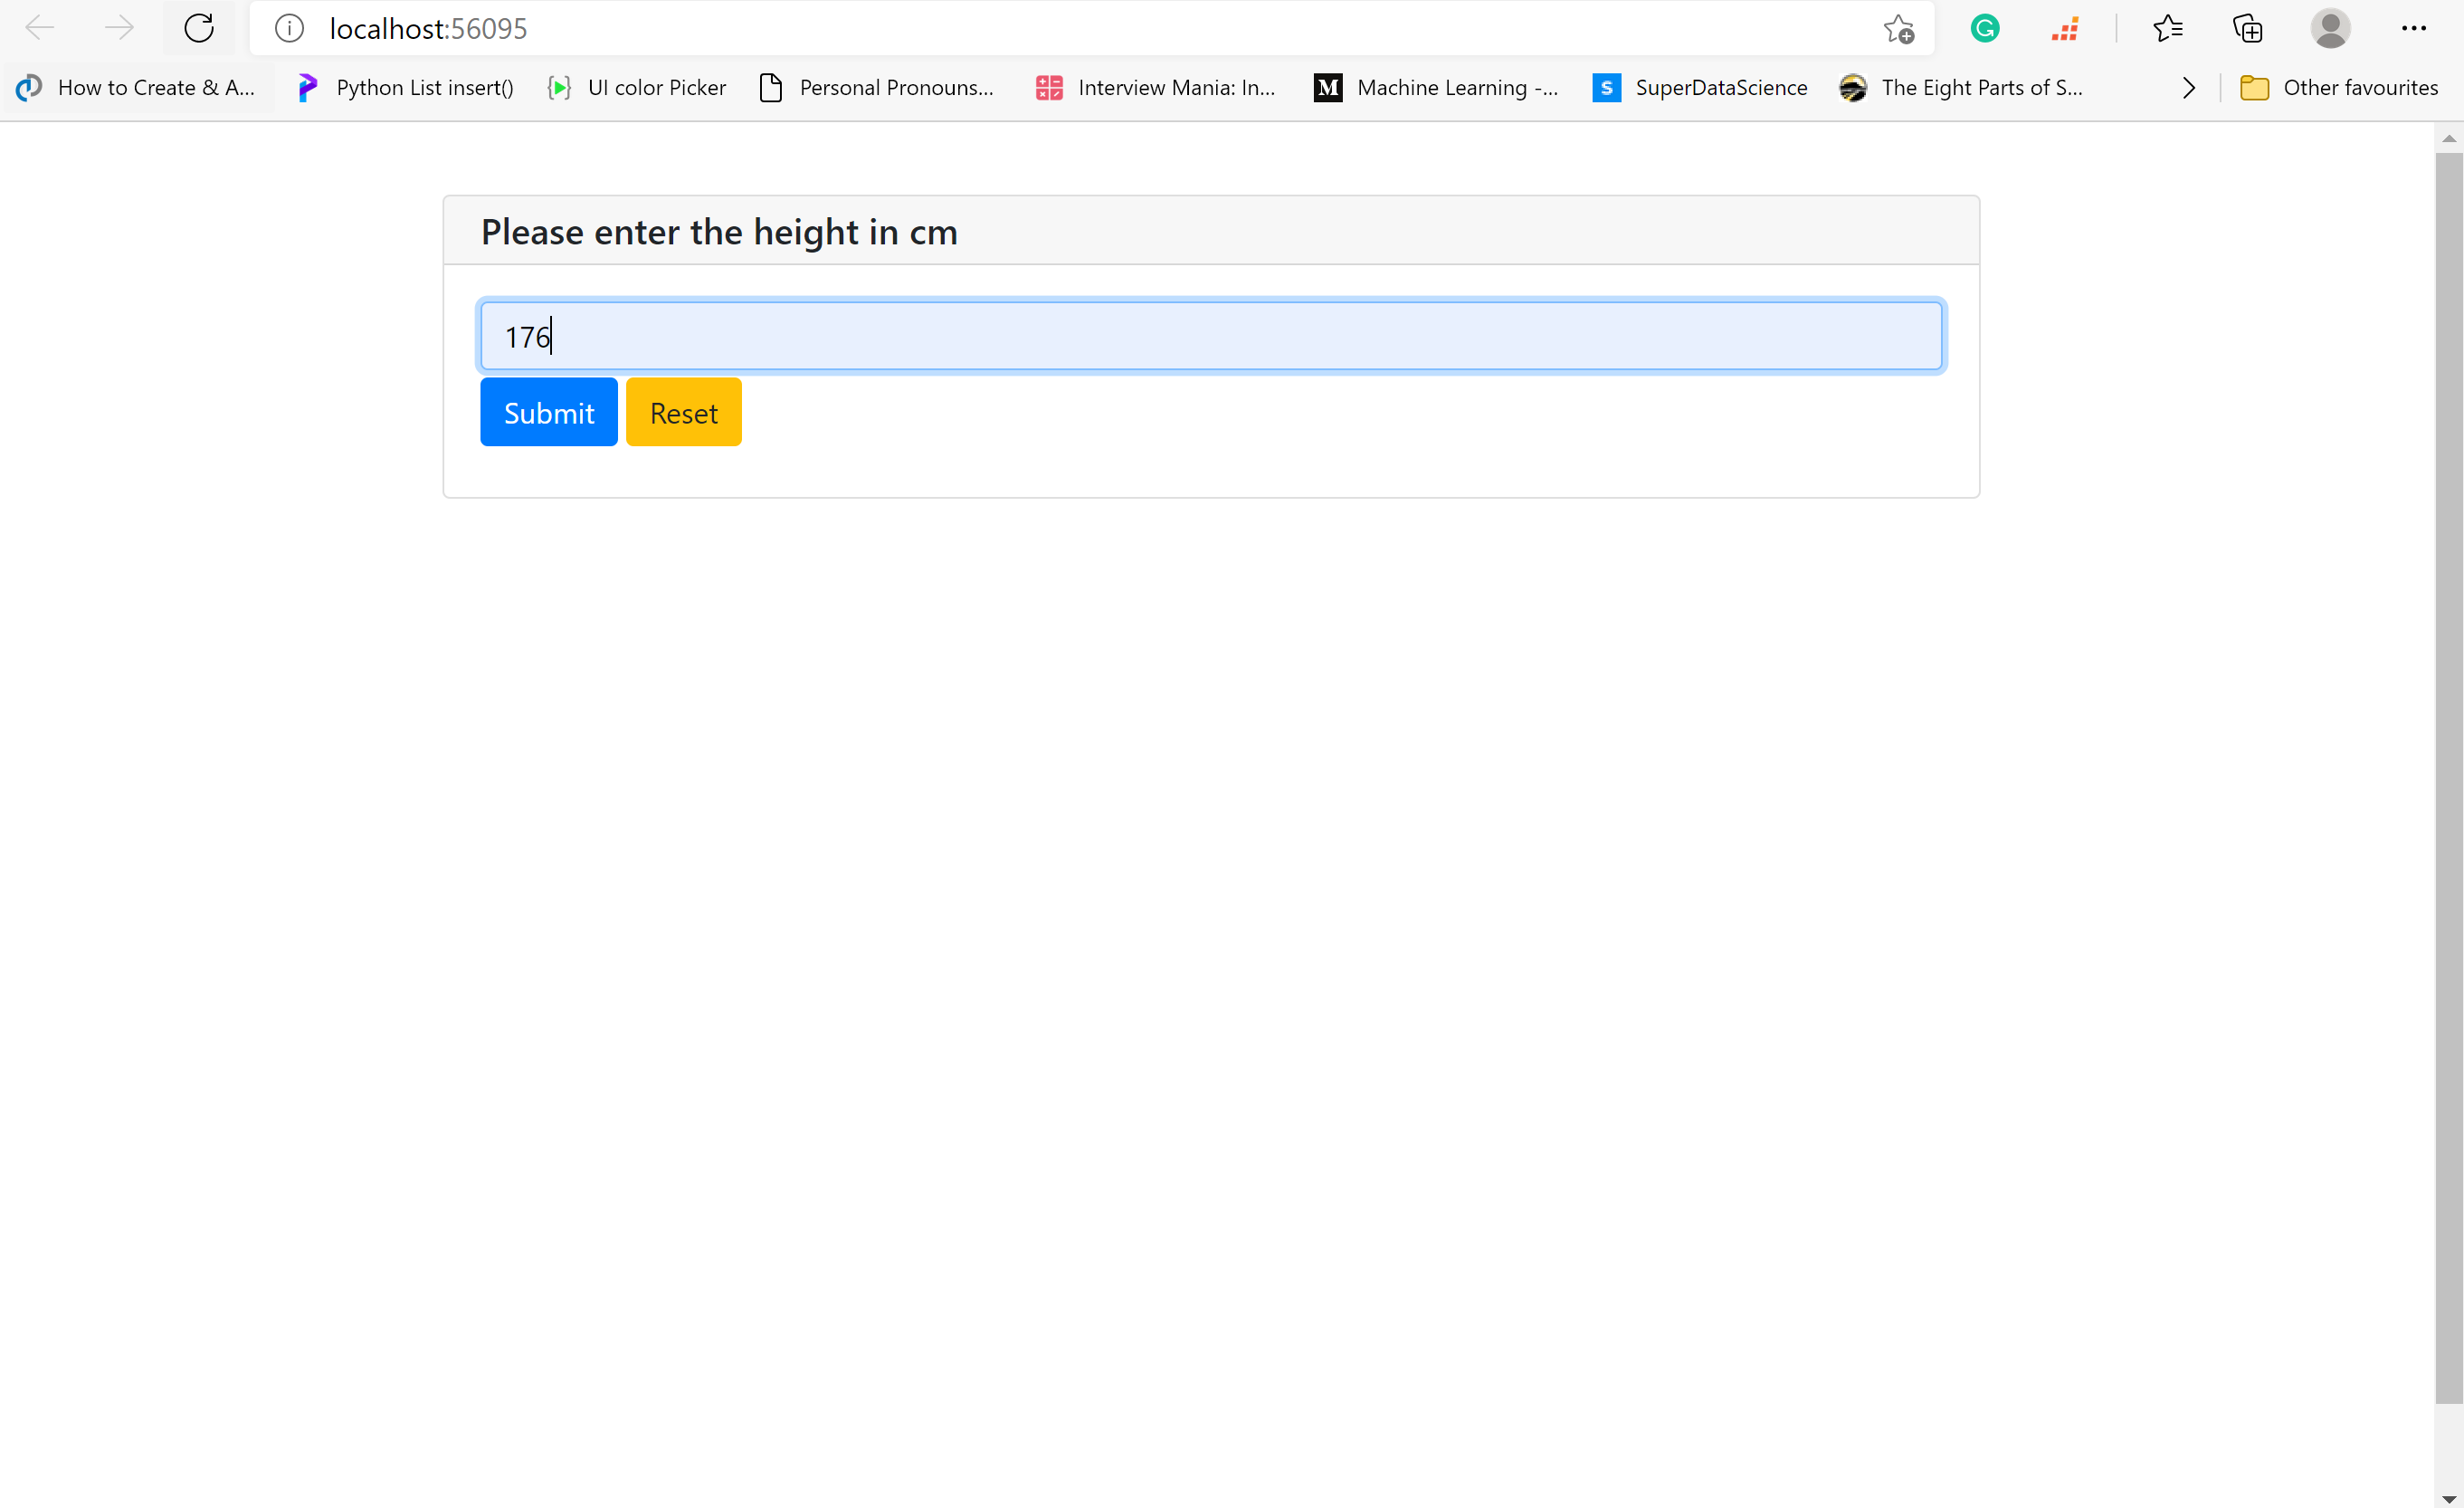 localhost:56095
How to Create & A... Python List insert() UI color Picker Personal Pronouns... Interview Mania: In... Machine Learning -... SuperDataScience The Eight Parts of S... Other favourites
Please enter the height in cm
176
Submit Reset